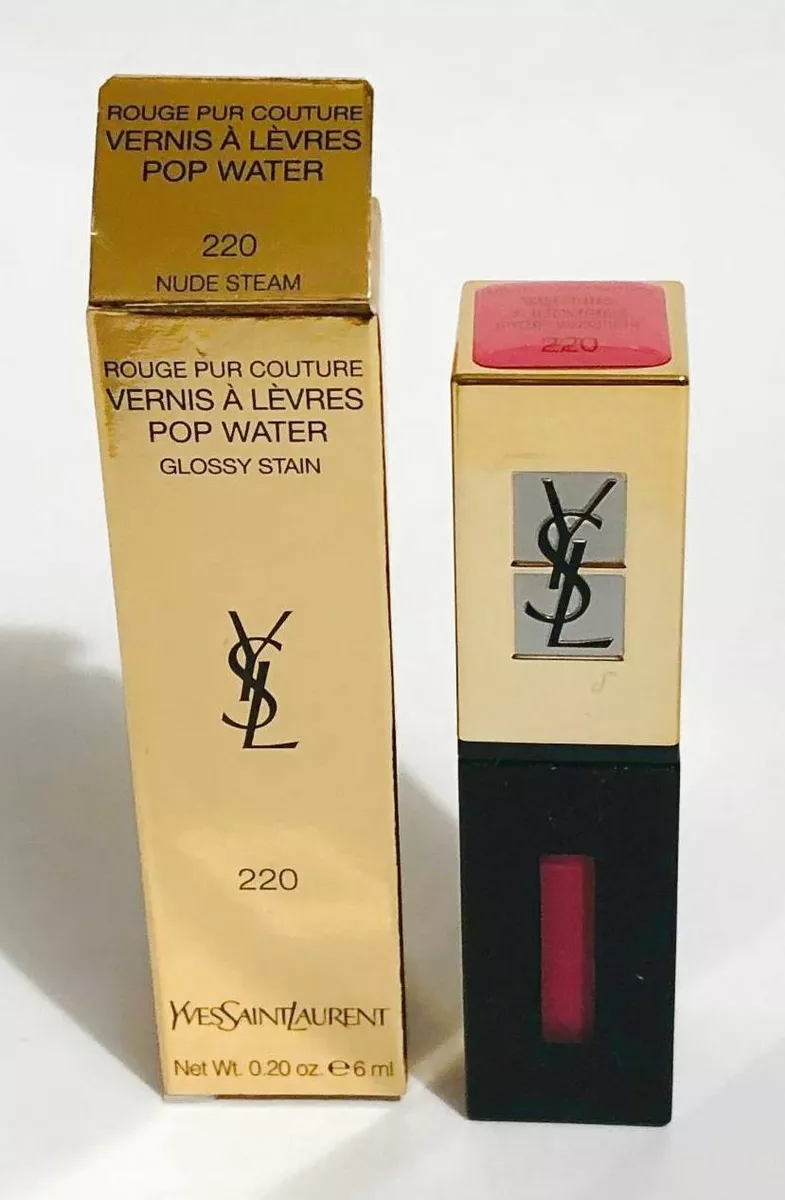 ROUGE PUR COUTURE
VERNIS À LÈVRES
POP WATER
220
NUDE STEAM
ROUGE PUR COUTURE
VERNIS À LÈVRES
POP WATER
GLOSSY STAIN
YSL
220
YVESSAINTLAURENT
Net Wt. 0.20 oz. ℮ 6 ml
220
YSL